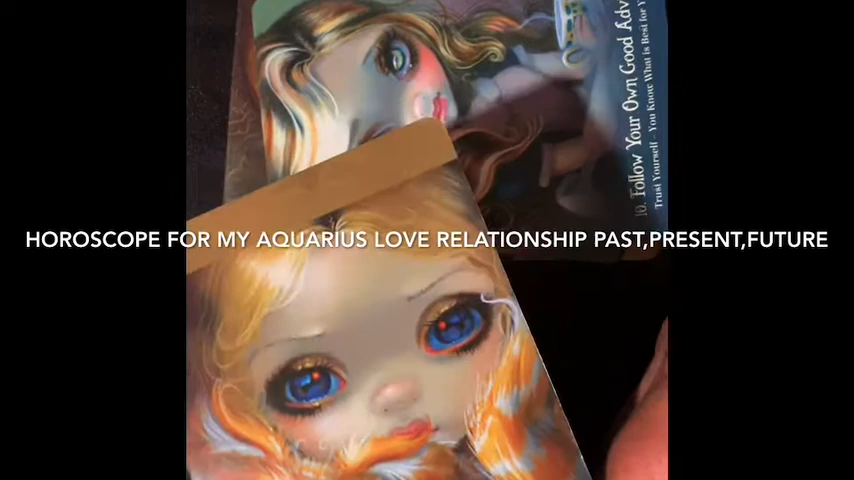 10. Follow Your Own Good Adv
Trust Yourself – You Know What is Best for Y
HOROSCOPE FOR MY AQUARIUS LOVE RELATIONSHIP PAST,PRESENT,FUTURE